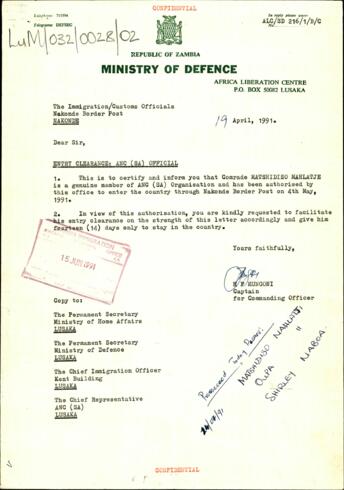 CONFIDENTIAL
In reply please quote:
ALC/SD 216/1/B/C
Telephone:
Telegrams: DEFSEC
LUM/032/0028/02
REPUBLIC OF ZAMBIA
MINISTRY OF DEFENCE
AFRICA LIBERATION CENTRE
P.O. BOX 50082 LUSAKA
The Immigration/Customs Officials
Nakonde Border Post
NAKONDE
19 April, 1991.
Dear Sir,
ENTRY CLEARANCE: ANC (SA) OFFICIAL
1. This is to certify and inform you that Comrade MATSHIDISO MAHLATJE
is a genuine member of ANC (SA) Organisation and has been authorised by
this office to enter the country through Nakonde Border Post on 4th May,
1991.
2. In view of this authorisation, you are kindly requested to facilitate
his entry clearance on the strength of this letter accordingly and give him
fourteen (14) days only to stay in the country.
Yours faithfully,
IMMIGRATION
15 JUN 1991
M F MUNGOSI
Captain
for Commanding Officer
Copy to:
The Permanent Secretary
Ministry of Home Affairs
LUSAKA
The Permanent Secretary
Ministry of Defence
LUSAKA
The Chief Immigration Officer
Kent Building
LUSAKA
The Chief Representative
ANC (SA)
LUSAKA
MATSHIDISO
OUPA "
SHIRLEY NABOA.
CONFIDENTIAL